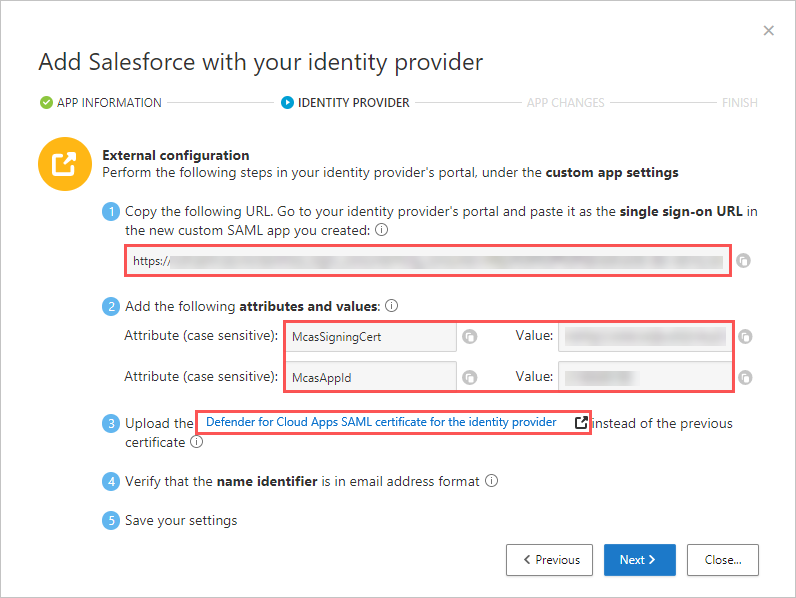 Add Salesforce with your identity provider
APP INFORMATION IDENTITY PROVIDER APP CHANGES FINISH
External configuration
Perform the following steps in your identity provider's portal, under the custom app settings
1 Copy the following URL. Go to your identity provider's portal and paste it as the single sign-on URL in
the new custom SAML app you created:
https://
2 Add the following attributes and values:
Attribute (case sensitive): McasSigningCert Value:
Attribute (case sensitive): McasAppId Value:
3 Upload the Defender for Cloud Apps SAML certificate for the identity provider instead of the previous
certificate
4 Verify that the name identifier is in email address format
5 Save your settings
Previous Next Close...